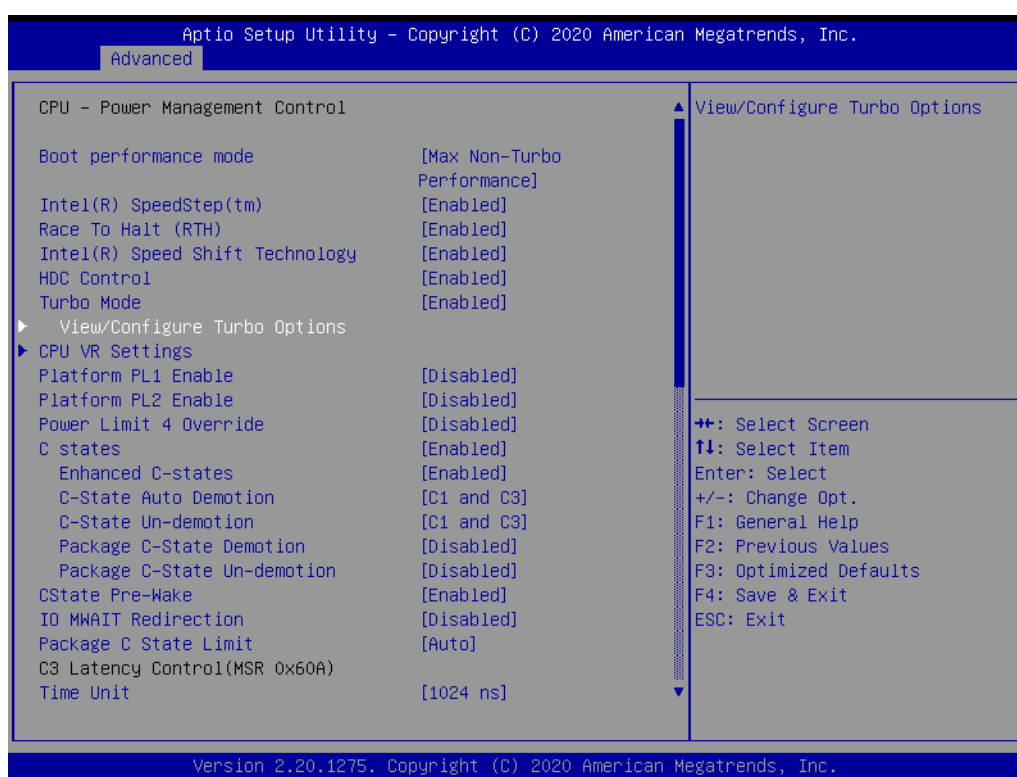 Aptio Setup Utility – Copyright (C) 2020 American Megatrends, Inc.
Advanced
CPU – Power Management Control
Boot performance mode [Max Non-Turbo Performance]
Intel(R) SpeedStep(tm) [Enabled]
Race To Halt (RTH) [Enabled]
Intel(R) Speed Shift Technology [Enabled]
HDC Control [Enabled]
Turbo Mode [Enabled]
View/Configure Turbo Options
CPU VR Settings
Platform PL1 Enable [Disabled]
Platform PL2 Enable [Disabled]
Power Limit 4 Override [Disabled]
C states [Enabled]
Enhanced C-states [Enabled]
C-State Auto Demotion [C1 and C3]
C-State Un-demotion [C1 and C3]
Package C-State Demotion [Disabled]
Package C-State Un-demotion [Disabled]
CState Pre-Wake [Enabled]
IO MWAIT Redirection [Disabled]
Package C State Limit [Auto]
C3 Latency Control(MSR 0x60A)
Time Unit [1024 ns]
View/Configure Turbo Options
→←: Select Screen
↑↓: Select Item
Enter: Select
+/-: Change Opt.
F1: General Help
F2: Previous Values
F3: Optimized Defaults
F4: Save & Exit
ESC: Exit
Version 2.20.1275. Copyright (C) 2020 American Megatrends, Inc.